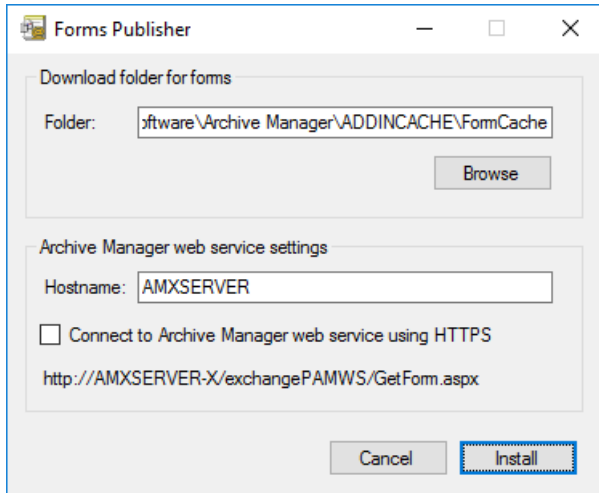 Forms Publisher
Download folder for forms
Folder: oftware\Archive Manager\ADDINCACHE\FormCache
Browse
Archive Manager web service settings
Hostname: AMXSERVER
Connect to Archive Manager web service using HTTPS
http://AMXSERVER-X/exchangePAMWS/GetForm.aspx
Cancel Install